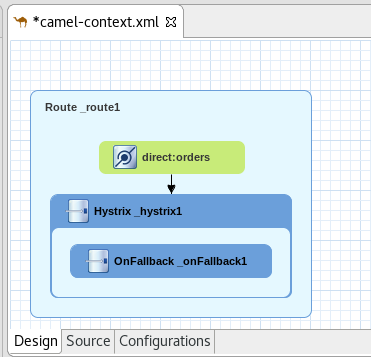 *camel-context.xml
Route _route1
direct:orders
Hystrix _hystrix1
OnFallback _onFallback1
Design Source Configurations